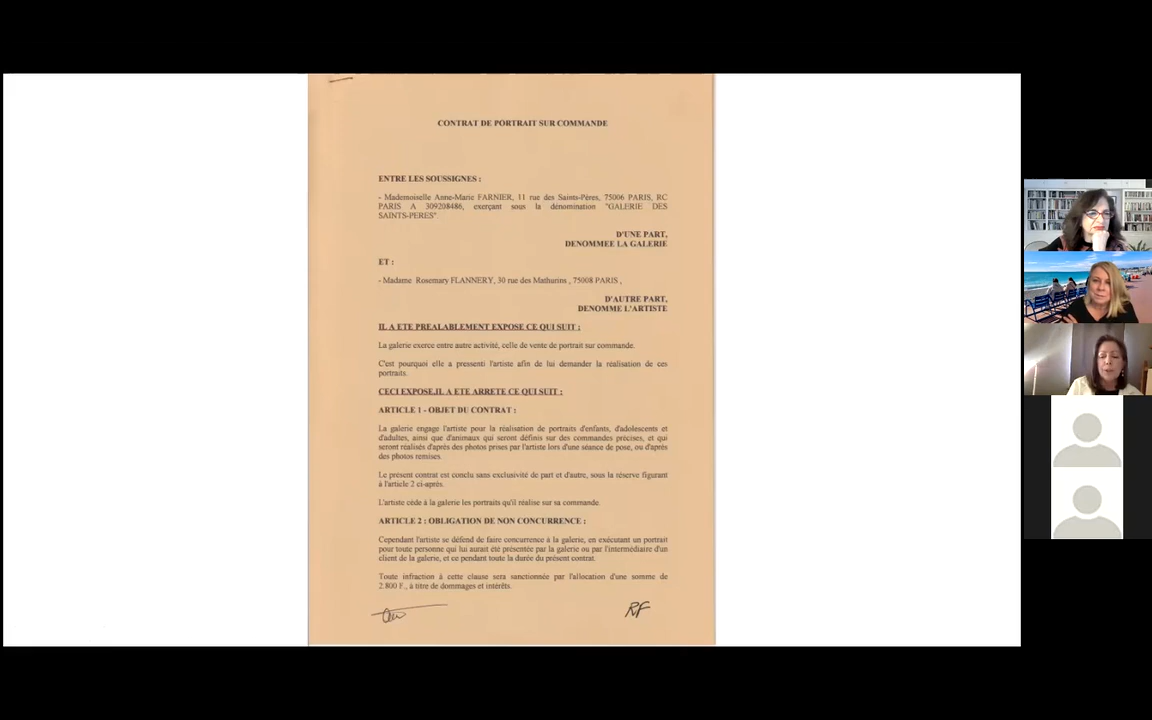 CONTRAT DE PORTRAIT SUR COMMANDE
ENTRE LES SOUSSIGNES :
- Mademoiselle Anne-Marie FARNIER, 11 rue des Saints-Pères, 75006 PARIS, RC
PARIS A 309208486, exerçant sous la dénomination "GALERIE DES
SAINTS-PERES"
D'UNE PART,
DENOMMEE LA GALERIE
ET :
- Madame Rosemary FLANNERY, 30 rue des Mathurins , 75008 PARIS ,
D'AUTRE PART,
DENOMME L'ARTISTE
IL A ETE PREALABLEMENT EXPOSE CE QUI SUIT :
La galerie exerce entre autre activité, celle de vente de portrait sur commande.
C'est pourquoi elle a pressenti l'artiste afin de lui demander la réalisation de ces
portraits.
CECI EXPOSE,IL A ETE ARRETE CE QUI SUIT :
ARTICLE 1 - OBJET DU CONTRAT :
La galerie engage l'artiste pour la réalisation de portraits d'enfants, d'adolescents et
d'adultes, ainsi que d'animaux qui seront définis sur des commandes précises, et qui
seront réalisés d'après des photos prises par l'artiste lors d'une séance de pose, ou d'après
des photos remises.
Le présent contrat est conclu sans exclusivité de part et d'autre, sous la réserve figurant
à l'article 2 ci-après.
L'artiste cède à la galerie les portraits qu'il réalise sur sa commande.
ARTICLE 2 : OBLIGATION DE NON CONCURRENCE :
Cependant l'artiste se défend de faire concurrence à la galerie, en exécutant un portrait
pour toute personne qui lui aurait été présentée par la galerie ou par l'intermédiaire d'un
client de la galerie, et ce pendant toute la durée du présent contrat.
Toute infraction à cette clause sera sanctionnée par l'allocation d'une somme de
2.800 F., à titre de dommages et intérêts.
RF